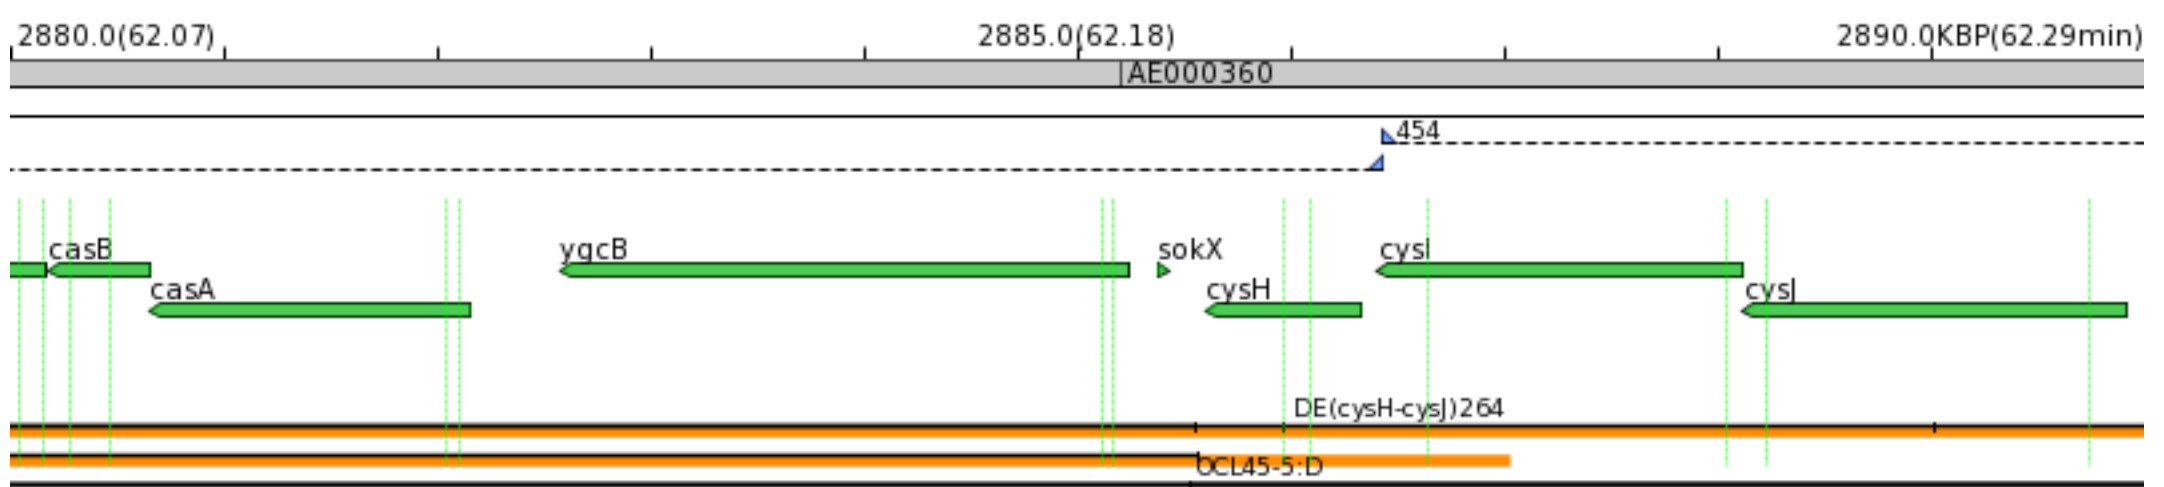 2880.0(62.07) 2885.0(62.18) 2890.0KBP(62.29min)
AE000360
454
casB ygcB sokX cysI
casA cysH cysJ
DE(cysH-cysJ)264
OCL45-5:D